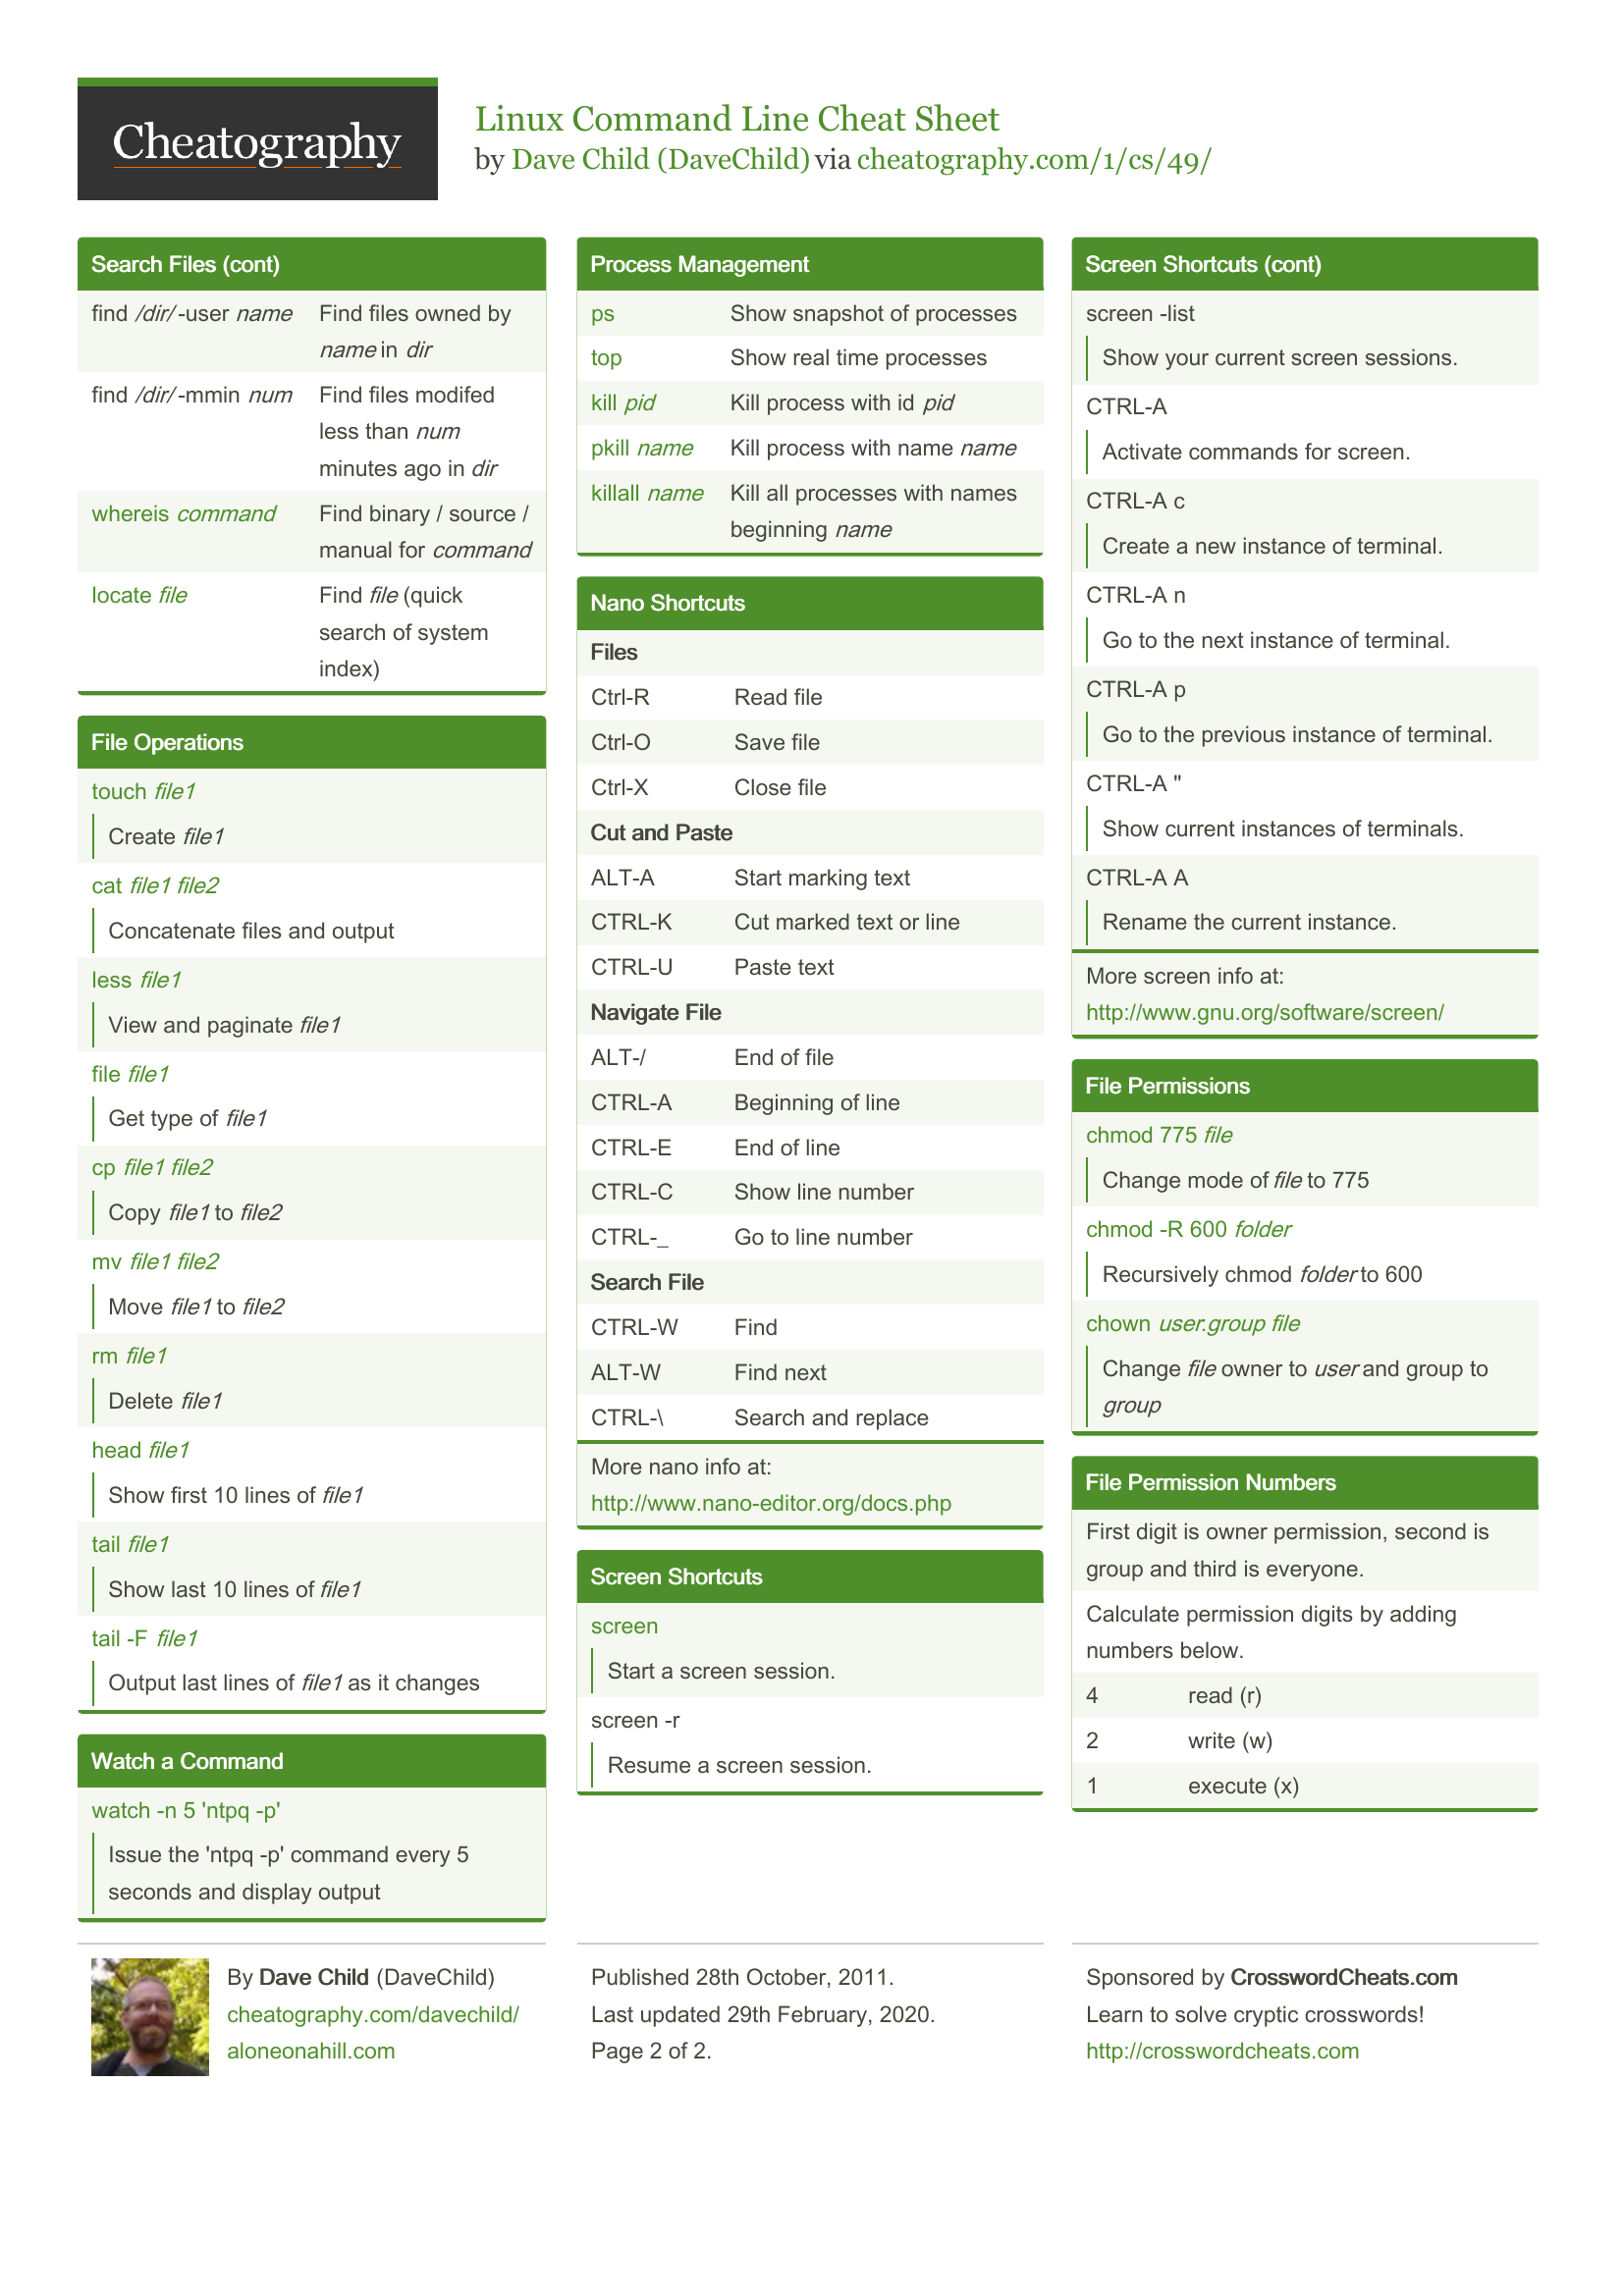 Cheatography
Linux Command Line Cheat Sheet
by Dave Child (DaveChild) via cheatography.com/1/cs/49/
Search Files (cont)
find /dir/ -user name Find files owned by
name in dir
find /dir/ -mmin num Find files modifed
less than num
minutes ago in dir
whereis command Find binary / source /
manual for command
locate file Find file (quick
search of system
index)
File Operations
touch file1
Create file1
cat file1 file2
Concatenate files and output
less file1
View and paginate file1
file file1
Get type of file1
cp file1 file2
Copy file1 to file2
mv file1 file2
Move file1 to file2
rm file1
Delete file1
head file1
Show first 10 lines of file1
tail file1
Show last 10 lines of file1
tail -F file1
Output last lines of file1 as it changes
Watch a Command
watch -n 5 'ntpq -p'
Issue the 'ntpq -p' command every 5
seconds and display output
Process Management
ps Show snapshot of processes
top Show real time processes
kill pid Kill process with id pid
pkill name Kill process with name name
killall name Kill all processes with names
beginning name
Nano Shortcuts
Files
Ctrl-R Read file
Ctrl-O Save file
Ctrl-X Close file
Cut and Paste
ALT-A Start marking text
CTRL-K Cut marked text or line
CTRL-U Paste text
Navigate File
ALT-/ End of file
CTRL-A Beginning of line
CTRL-E End of line
CTRL-C Show line number
CTRL-_ Go to line number
Search File
CTRL-W Find
ALT-W Find next
CTRL-\ Search and replace
More nano info at:
http://www.nano-editor.org/docs.php
Screen Shortcuts
screen
Start a screen session.
screen -r
Resume a screen session.
Screen Shortcuts (cont)
screen -list
Show your current screen sessions.
CTRL-A
Activate commands for screen.
CTRL-A c
Create a new instance of terminal.
CTRL-A n
Go to the next instance of terminal.
CTRL-A p
Go to the previous instance of terminal.
CTRL-A "
Show current instances of terminals.
CTRL-A A
Rename the current instance.
More screen info at:
http://www.gnu.org/software/screen/
File Permissions
chmod 775 file
Change mode of file to 775
chmod -R 600 folder
Recursively chmod folder to 600
chown user.group file
Change file owner to user and group to
group
File Permission Numbers
First digit is owner permission, second is
group and third is everyone.
Calculate permission digits by adding
numbers below.
4 read (r)
2 write (w)
1 execute (x)
By Dave Child (DaveChild)
cheatography.com/davechild/
aloneonahill.com
Published 28th October, 2011.
Last updated 29th February, 2020.
Page 2 of 2.
Sponsored by CrosswordCheats.com
Learn to solve cryptic crosswords!
http://crosswordcheats.com